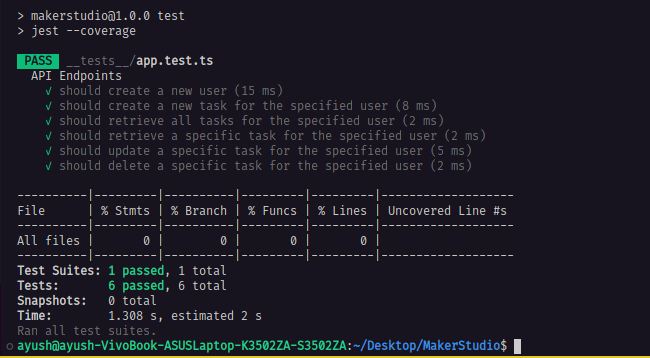 > makerstudio@1.0.0 test
> jest --coverage
PASS __tests__/app.test.ts
API Endpoints
√ should create a new user (15 ms)
√ should create a new task for the specified user (8 ms)
√ should retrieve all tasks for the specified user (2 ms)
√ should retrieve a specific task for the specified user (2 ms)
√ should update a specific task for the specified user (5 ms)
√ should delete a specific task for the specified user (2 ms)
----------|---------|----------|---------|---------|-------------------
File      | % Stmts | % Branch | % Funcs | % Lines | Uncovered Line #s
----------|---------|----------|---------|---------|-------------------
All files |       0 |        0 |       0 |       0 |
----------|---------|----------|---------|---------|-------------------
Test Suites: 1 passed, 1 total
Tests:       6 passed, 6 total
Snapshots:   0 total
Time:        1.308 s, estimated 2 s
Ran all test suites.
ayush@ayush-VivoBook-ASUSLaptop-K3502ZA-S3502ZA:~/Desktop/MakerStudio$